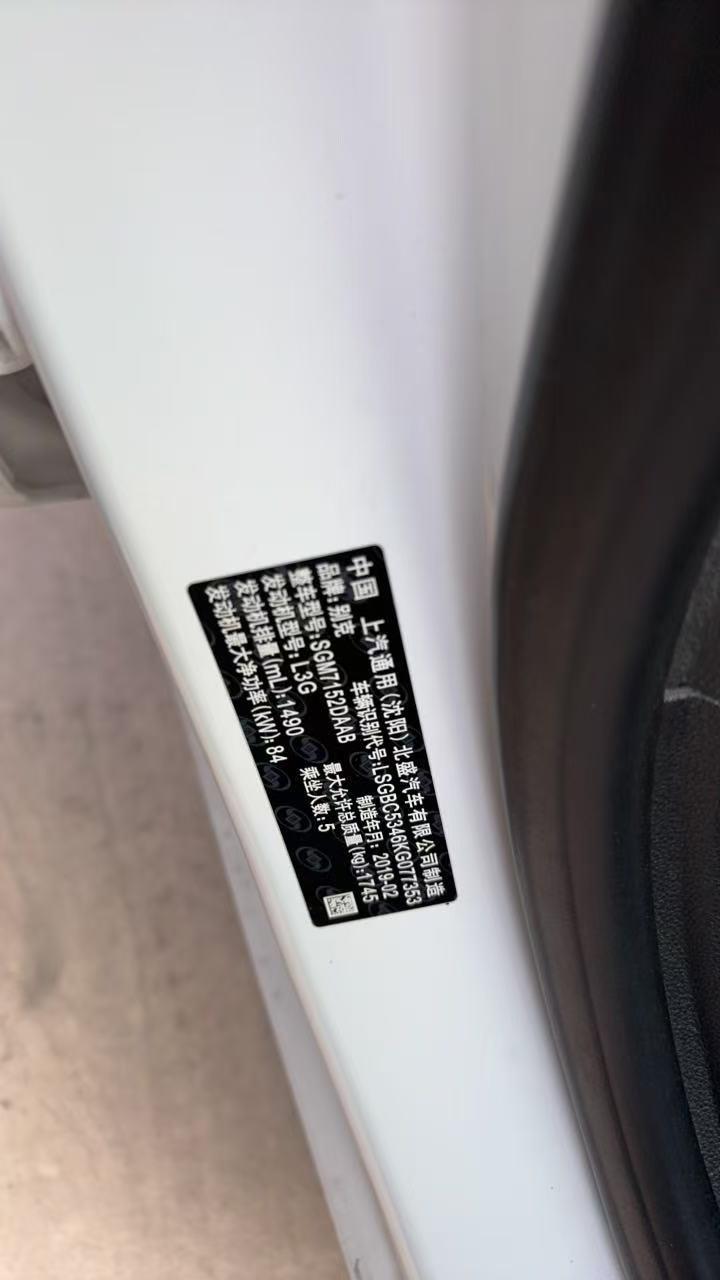 中国 上汽通用(沈阳)北盛汽车有限公司制造
品牌:别克 车辆识别代号:LSGBC5346KG077353
整车型号:SGM7152DAAB 制造年月:2019-02
发动机型号:L3G 最大允许总质量(kg):1745
发动机排量(mL):1490 乘坐人数:5
发动机最大净功率(kW):84